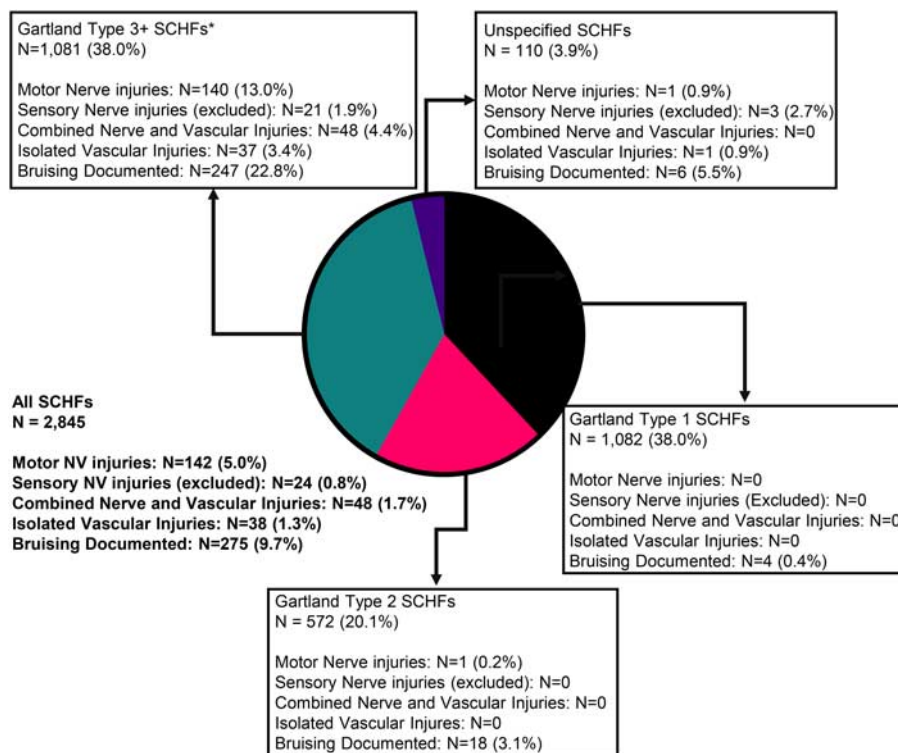 Gartland Type 3+ SCHFs*
N=1,081 (38.0%)
Motor Nerve injuries: N=140 (13.0%)
Sensory Nerve injuries (excluded): N=21 (1.9%)
Combined Nerve and Vascular Injuries: N=48 (4.4%)
Isolated Vascular Injuries: N=37 (3.4%)
Bruising Documented: N=247 (22.8%)
Unspecified SCHFs
N = 110 (3.9%)
Motor Nerve injuries: N=1 (0.9%)
Sensory Nerve injuries (excluded): N=3 (2.7%)
Combined Nerve and Vascular Injuries: N=0
Isolated Vascular Injuries: N=1 (0.9%)
Bruising Documented: N=6 (5.5%)
All SCHFs
N = 2,845
Motor NV injuries: N=142 (5.0%)
Sensory NV injuries (excluded): N=24 (0.8%)
Combined Nerve and Vascular Injuries: N=48 (1.7%)
Isolated Vascular Injuries: N=38 (1.3%)
Bruising Documented: N=275 (9.7%)
Gartland Type 1 SCHFs
N = 1,082 (38.0%)
Motor Nerve injuries: N=0
Sensory Nerve injuries (Excluded): N=0
Combined Nerve and Vascular Injuries: N=0
Isolated Vascular Injuries: N=0
Bruising Documented: N=4 (0.4%)
Gartland Type 2 SCHFs
N = 572 (20.1%)
Motor Nerve injuries: N=1 (0.2%)
Sensory Nerve injuries (excluded): N=0
Combined Nerve and Vascular Injuries: N=0
Isolated Vascular Injures: N=0
Bruising Documented: N=18 (3.1%)